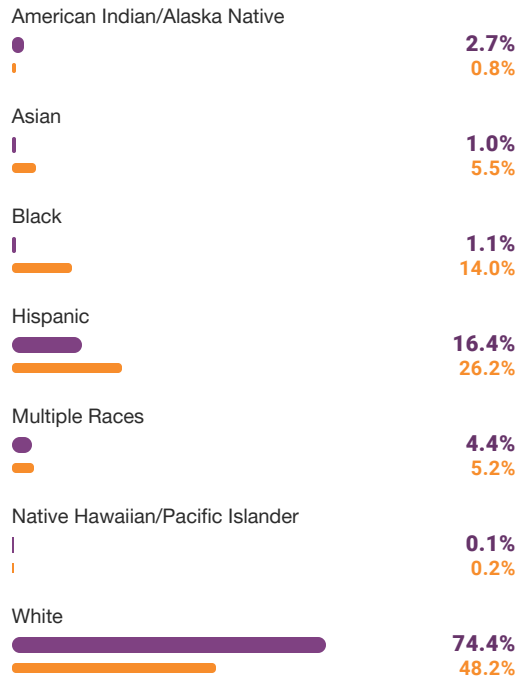 American Indian/Alaska Native
2.7%
0.8%
Asian
1.0%
5.5%
Black
1.1%
14.0%
Hispanic
16.4%
26.2%
Multiple Races
4.4%
5.2%
Native Hawaiian/Pacific Islander
0.1%
0.2%
White
74.4%
48.2%